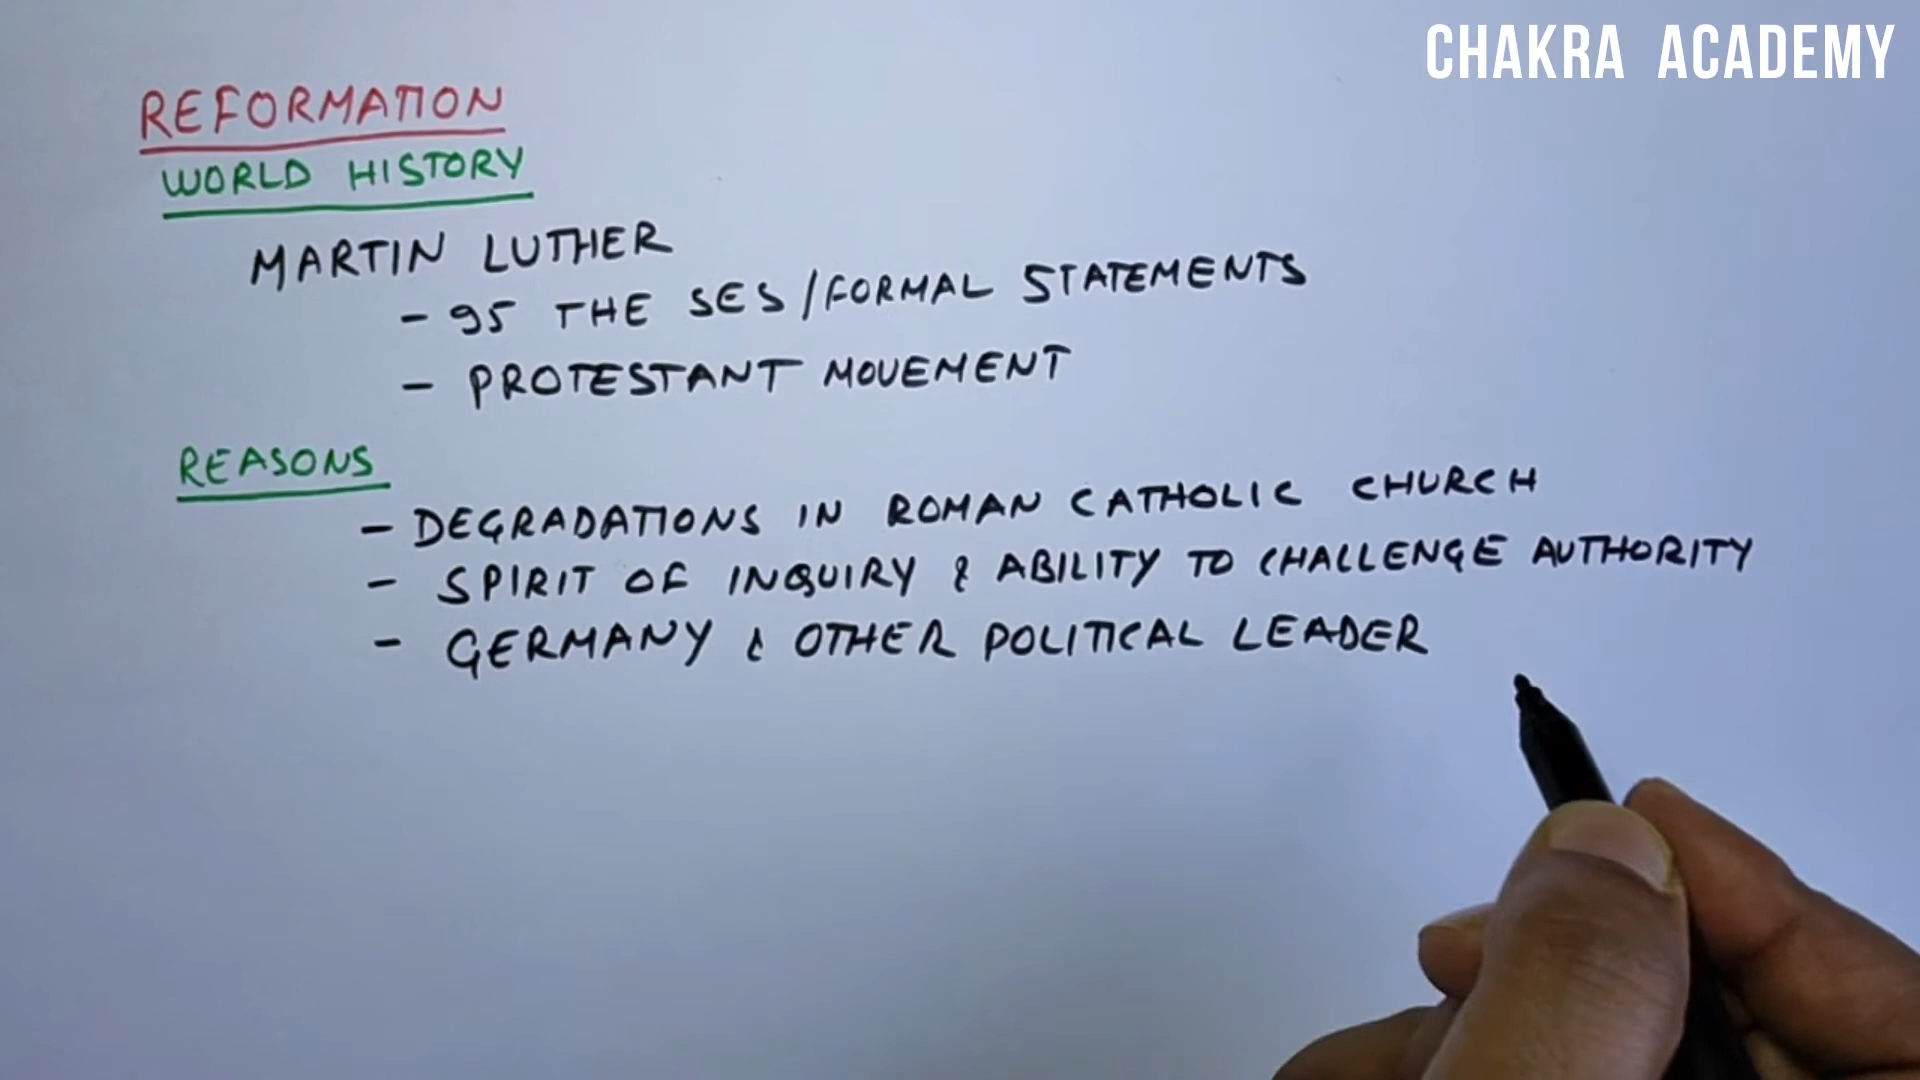 CHAKRA ACADEMY
REFORMATION
WORLD HISTORY
MARTIN LUTHER
- 95 THE SES / FORMAL STATEMENTS
- PROTESTANT MOVEMENT
REASONS
- DEGRADATIONS IN ROMAN CATHOLIC CHURCH
- SPIRIT OF INQUIRY & ABILITY TO CHALLENGE AUTHORITY
- GERMANY & OTHER POLITICAL LEADER